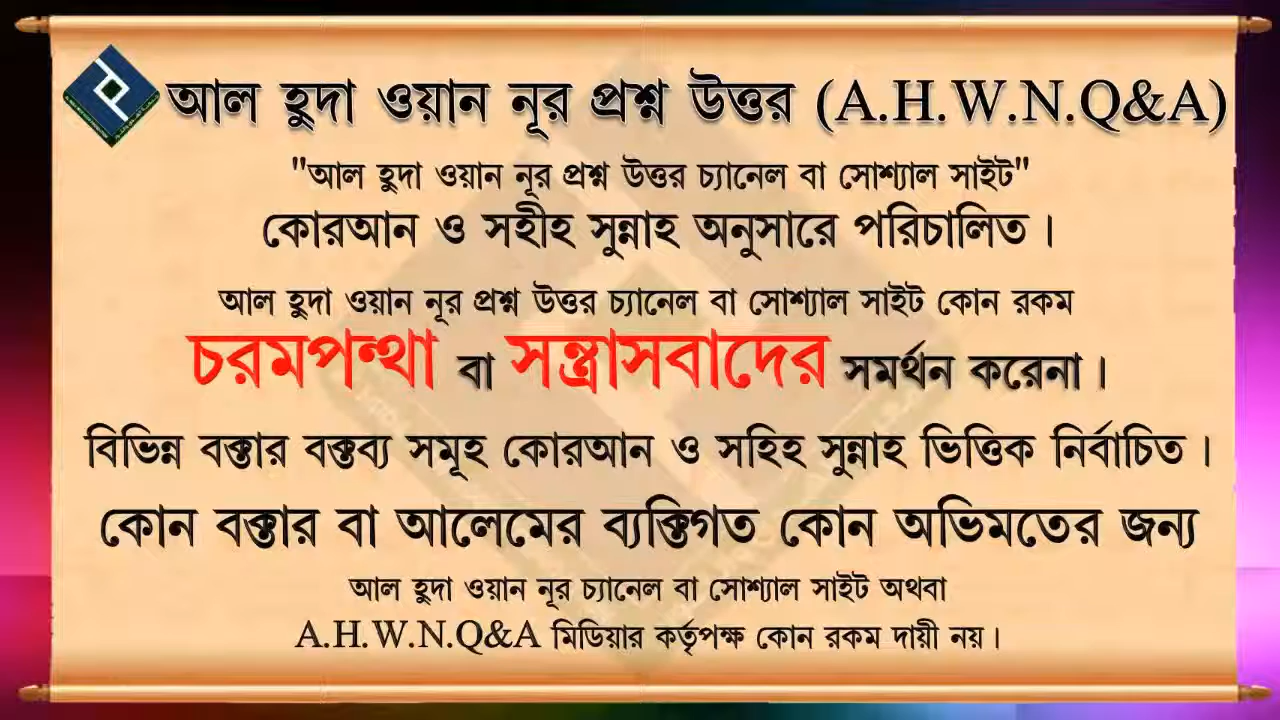 আল হুদা ওয়ান নূর প্রশ্ন উত্তর (A.H.W.N.Q&A)
"আল হুদা ওয়ান নূর প্রশ্ন উত্তর চ্যানেল বা সোশ্যাল সাইট"
কোরআন ও সহীহ সুন্নাহ অনুসারে পরিচালিত।
আল হুদা ওয়ান নূর প্রশ্ন উত্তর চ্যানেল বা সোশ্যাল সাইট কোন রকম
চরমপন্থা বা সন্ত্রাসবাদের সমর্থন করেনা।
বিভিন্ন বক্তার বক্তব্য সমূহ কোরআন ও সহিহ সুন্নাহ ভিত্তিক নির্বাচিত।
কোন বক্তার বা আলেমের ব্যক্তিগত কোন অভিমতের জন্য
আল হুদা ওয়ান নূর চ্যানেল বা সোশ্যাল সাইট অথবা
A.H.W.N.Q&A মিডিয়ার কর্তৃপক্ষ কোন রকম দায়ী নয়।